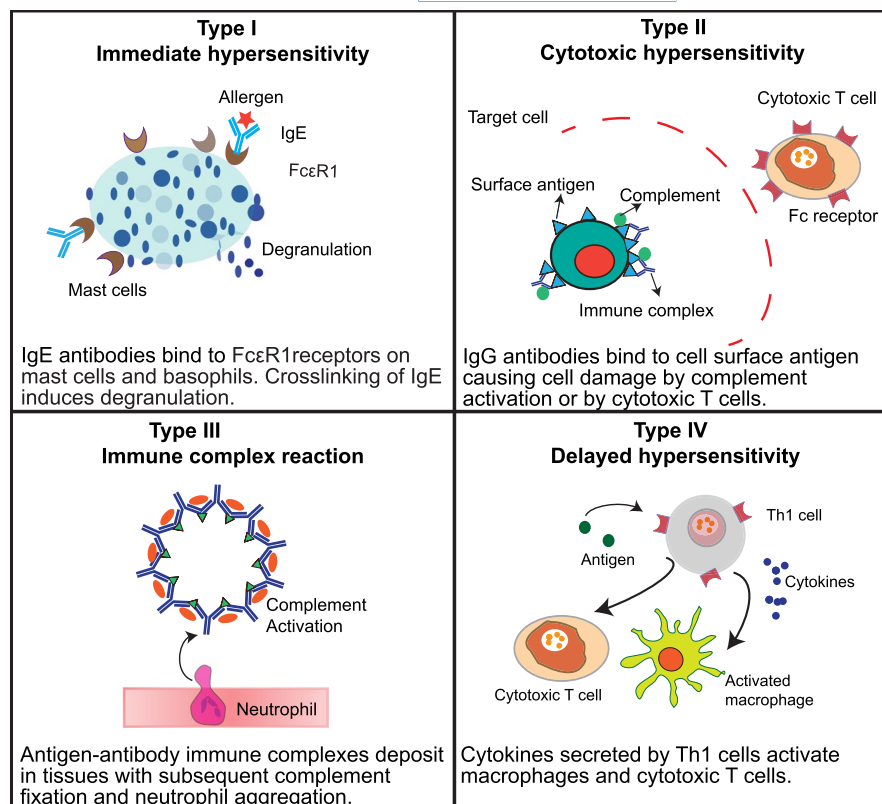 Type I
Immediate hypersensitivity
Allergen
IgE
FcεR1
Degranulation
Mast cells
IgE antibodies bind to FcεR1receptors on
mast cells and basophils. Crosslinking of IgE
induces degranulation.
Type II
Cytotoxic hypersensitivity
Cytotoxic T cell
Target cell
Surface antigen
Complement
Fc receptor
Immune complex
IgG antibodies bind to cell surface antigen
causing cell damage by complement
activation or by cytotoxic T cells.
Type III
Immune complex reaction
Complement
Activation
Neutrophil
Antigen-antibody immune complexes deposit
in tissues with subsequent complement
fixation and neutrophil aggregation.
Type IV
Delayed hypersensitivity
Th1 cell
Antigen
Cytokines
Cytotoxic T cell
Activated
macrophage
Cytokines secreted by Th1 cells activate
macrophages and cytotoxic T cells.